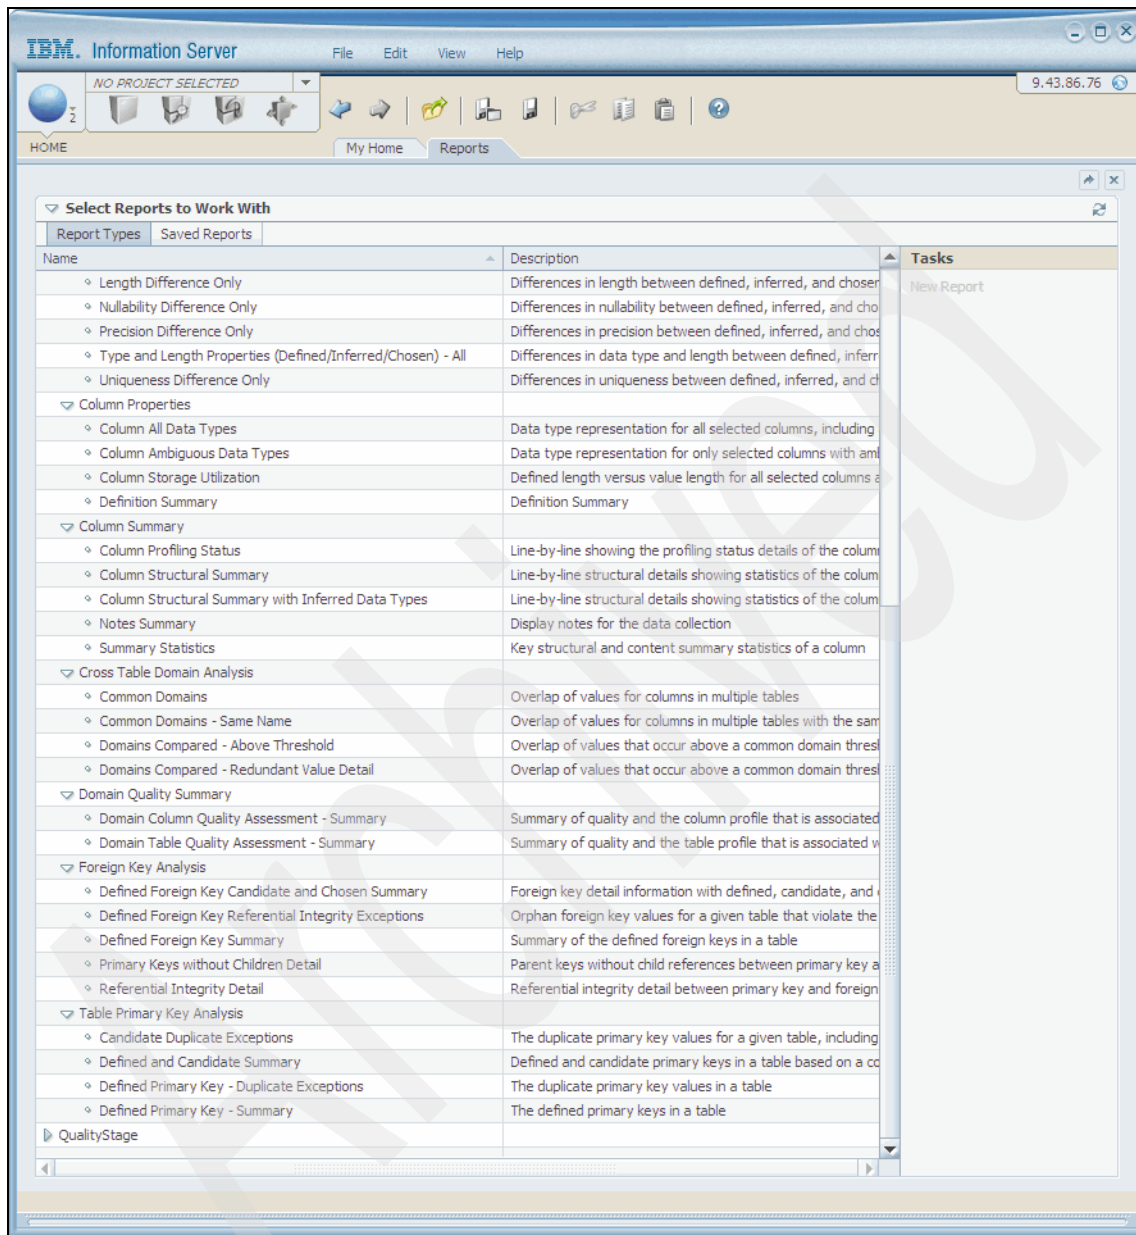 IBM. Information Server File Edit View Help
NO PROJECT SELECTED
9.43.86.76
2
HOME
My Home Reports
Select Reports to Work With
Report Types Saved Reports
Name Description Tasks
Length Difference Only Differences in length between defined, inferred, and chosen New Report
Nullability Difference Only Differences in nullability between defined, inferred, and cho
Precision Difference Only Differences in precision between defined, inferred, and chos
Type and Length Properties (Defined/Inferred/Chosen) - All Differences in data type and length between defined, inferr
Uniqueness Difference Only Differences in uniqueness between defined, inferred, and ch
Column Properties
Column All Data Types Data type representation for all selected columns, including
Column Ambiguous Data Types Data type representation for only selected columns with aml
Column Storage Utilization Defined length versus value length for all selected columns a
Definition Summary Definition Summary
Column Summary
Column Profiling Status Line-by-line showing the profiling status details of the colum
Column Structural Summary Line-by-line structural details showing statistics of the colum
Column Structural Summary with Inferred Data Types Line-by-line structural details showing statistics of the colum
Notes Summary Display notes for the data collection
Summary Statistics Key structural and content summary statistics of a column
Cross Table Domain Analysis
Common Domains Overlap of values for columns in multiple tables
Common Domains - Same Name Overlap of values for columns in multiple tables with the sam
Domains Compared - Above Threshold Overlap of values that occur above a common domain thresl
Domains Compared - Redundant Value Detail Overlap of values that occur above a common domain thresl
Domain Quality Summary
Domain Column Quality Assessment - Summary Summary of quality and the column profile that is associated
Domain Table Quality Assessment - Summary Summary of quality and the table profile that is associated w
Foreign Key Analysis
Defined Foreign Key Candidate and Chosen Summary Foreign key detail information with defined, candidate, and
Defined Foreign Key Referential Integrity Exceptions Orphan foreign key values for a given table that violate the
Defined Foreign Key Summary Summary of the defined foreign keys in a table
Primary Keys without Children Detail Parent keys without child references between primary key a
Referential Integrity Detail Referential integrity detail between primary key and foreign
Table Primary Key Analysis
Candidate Duplicate Exceptions The duplicate primary key values for a given table, including
Defined and Candidate Summary Defined and candidate primary keys in a table based on a co
Defined Primary Key - Duplicate Exceptions The duplicate primary key values in a table
Defined Primary Key - Summary The defined primary keys in a table
QualityStage
Archived